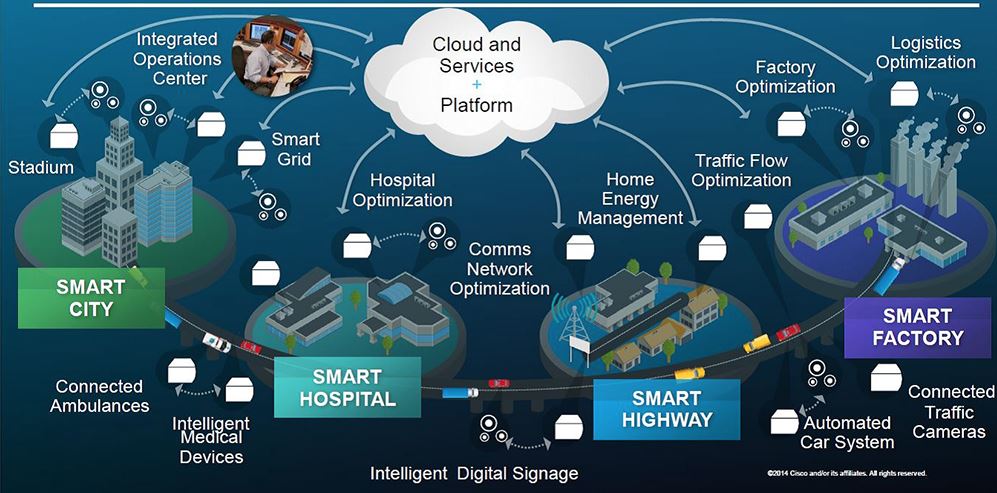 Integrated
Operations
Center
Cloud and
Services
+
Platform
Logistics
Optimization
Factory
Optimization
Stadium
Smart
Grid
Hospital
Optimization
Home
Energy
Management
Traffic Flow
Optimization
Comms
Network
Optimization
SMART
CITY
SMART
HOSPITAL
SMART
HIGHWAY
SMART
FACTORY
Connected
Ambulances
Intelligent
Medical
Devices
Intelligent Digital Signage
Automated
Car System
Connected
Traffic
Cameras
©2014 Cisco and/or its affiliates. All rights reserved.